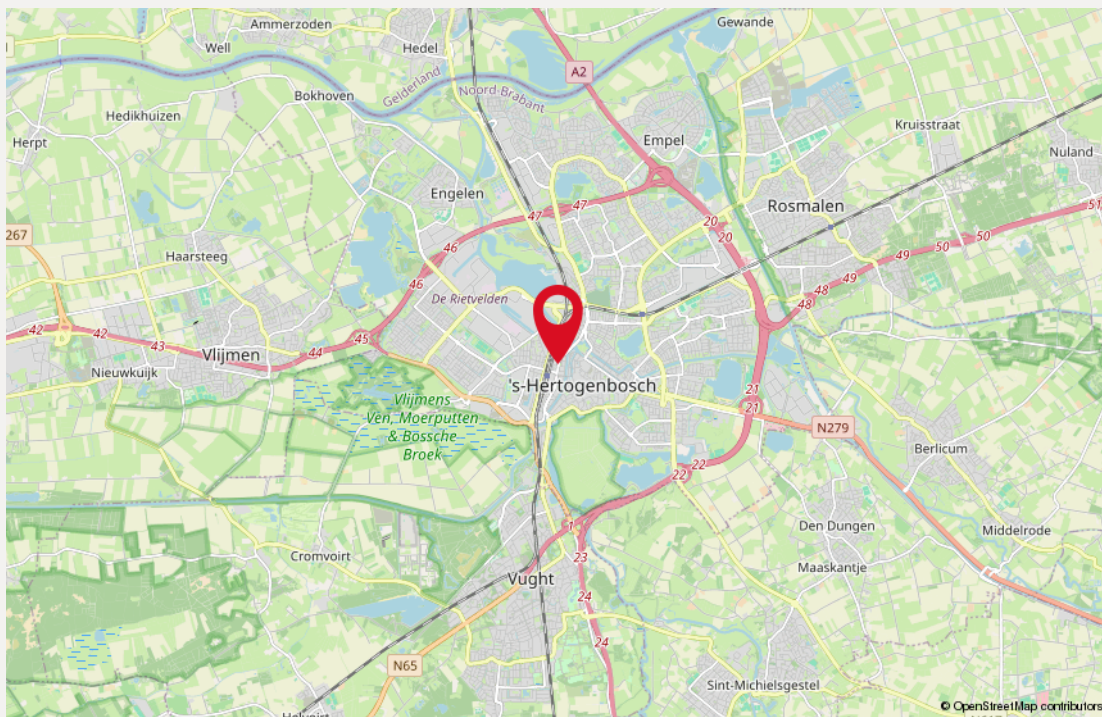 Ammerzoden
Gewande
Well
Hedel
A2
Gelderland
Noord-Brabant
Bokhoven
Hedikhuizen
Kruisstraat
Herpt
Empel
Nuland
Engelen
Rosmalen
47
47
20
20
51
267
46
50
50
49
Haarsteeg
46
De Rietvelden
49
48
48
42
42
43
44
45
Vlijmen
Nieuwkuijk
's-Hertogenbosch
21
21
Vlijmens
Ven, Moerputten
& Bossche
Broek
N279
Berlicum
22
22
1
Den Dungen
Middelrode
23
Cromvoirt
Maaskantje
Vught
24
24
N65
Sint-Michielsgestel
© OpenStreetMap contributors